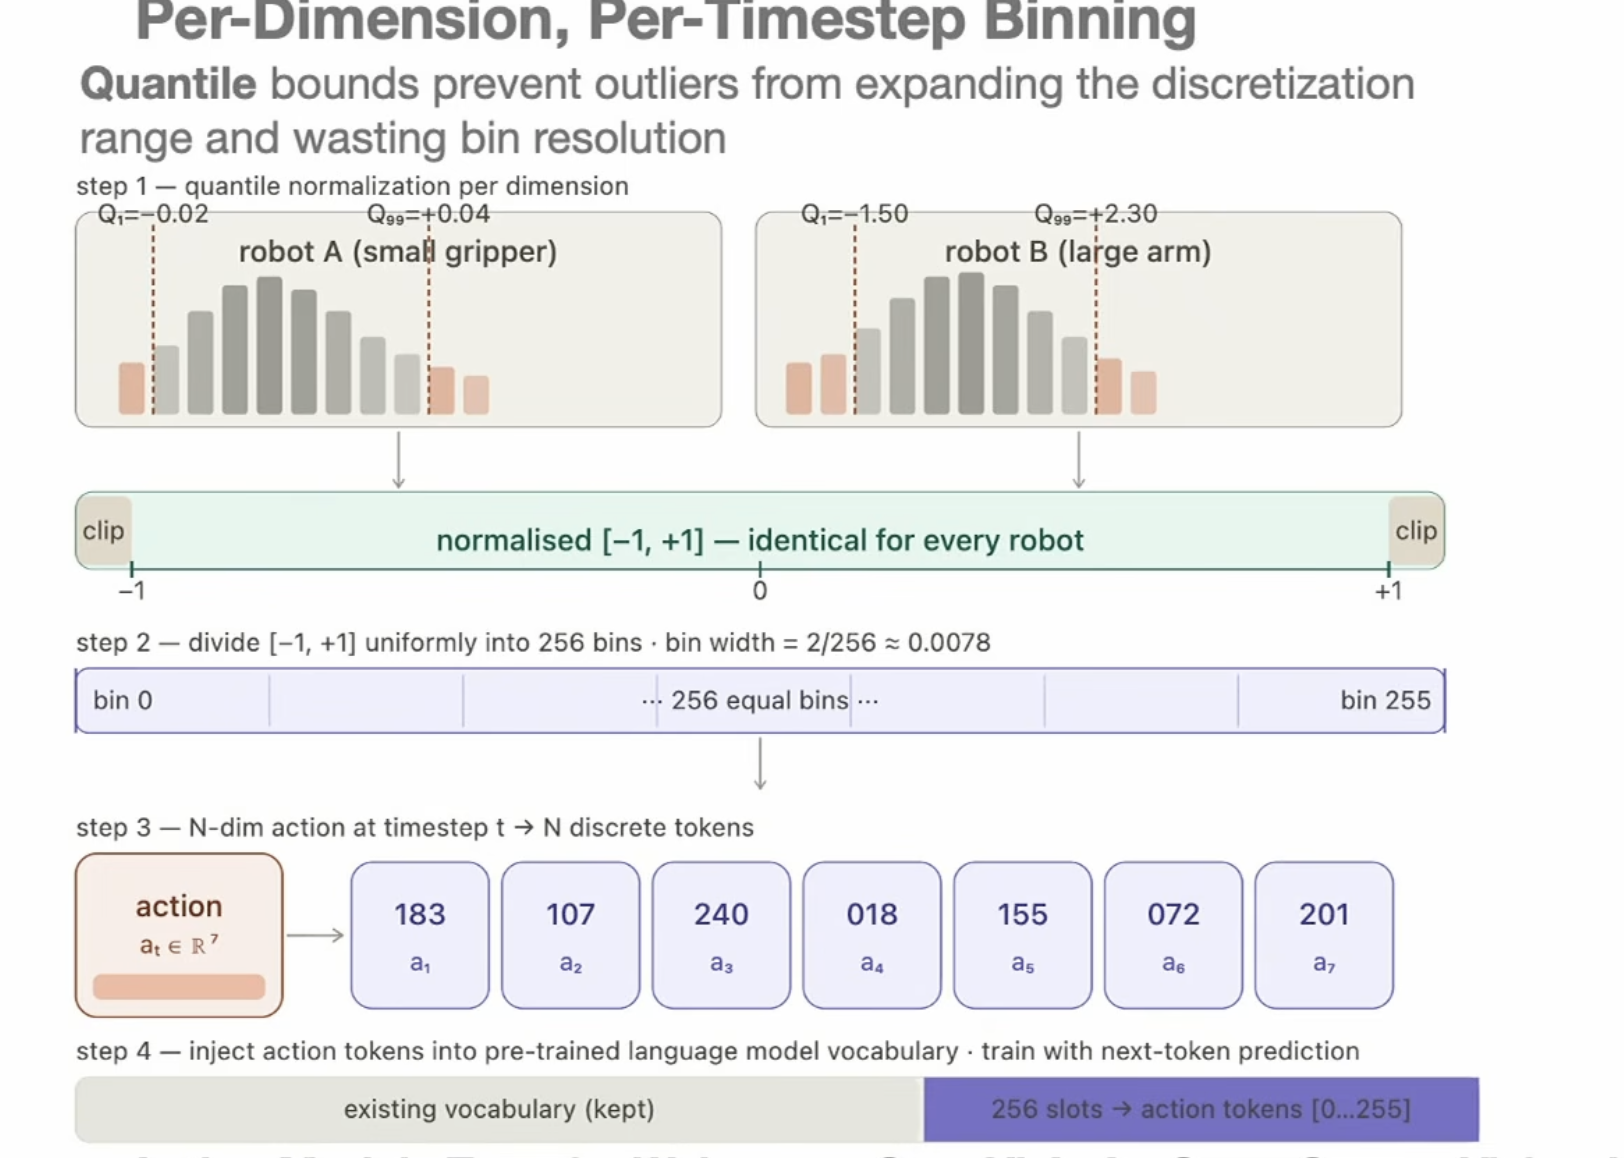 Per-Dimension, Per-Timestep Binning
Quantile bounds prevent outliers from expanding the discretization
range and wasting bin resolution
step 1 — quantile normalization per dimension
Q₁=−0.02 Q₉₉=+0.04
robot A (small gripper)
Q₁=−1.50 Q₉₉=+2.30
robot B (large arm)
clip
normalised [−1, +1] — identical for every robot
clip
−1 0 +1
step 2 — divide [−1, +1] uniformly into 256 bins · bin width = 2/256 ≈ 0.0078
bin 0 ··· 256 equal bins ··· bin 255
step 3 — N-dim action at timestep t → N discrete tokens
action
aₜ ∈ ℝ⁷
183 107 240 018 155 072 201
a₁ a₂ a₃ a₄ a₅ a₆ a₇
step 4 — inject action tokens into pre-trained language model vocabulary · train with next-token prediction
existing vocabulary (kept)
256 slots → action tokens [0...255]